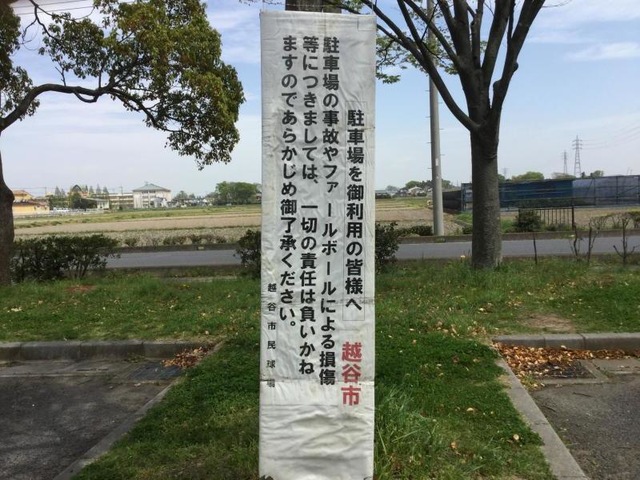 駐車場を御利用の皆様へ
越谷市
駐車場の事故やファールボールによる損傷
等につきましては、一切の責任は負いかね
ますのであらかじめ御了承ください。
越谷市民球場